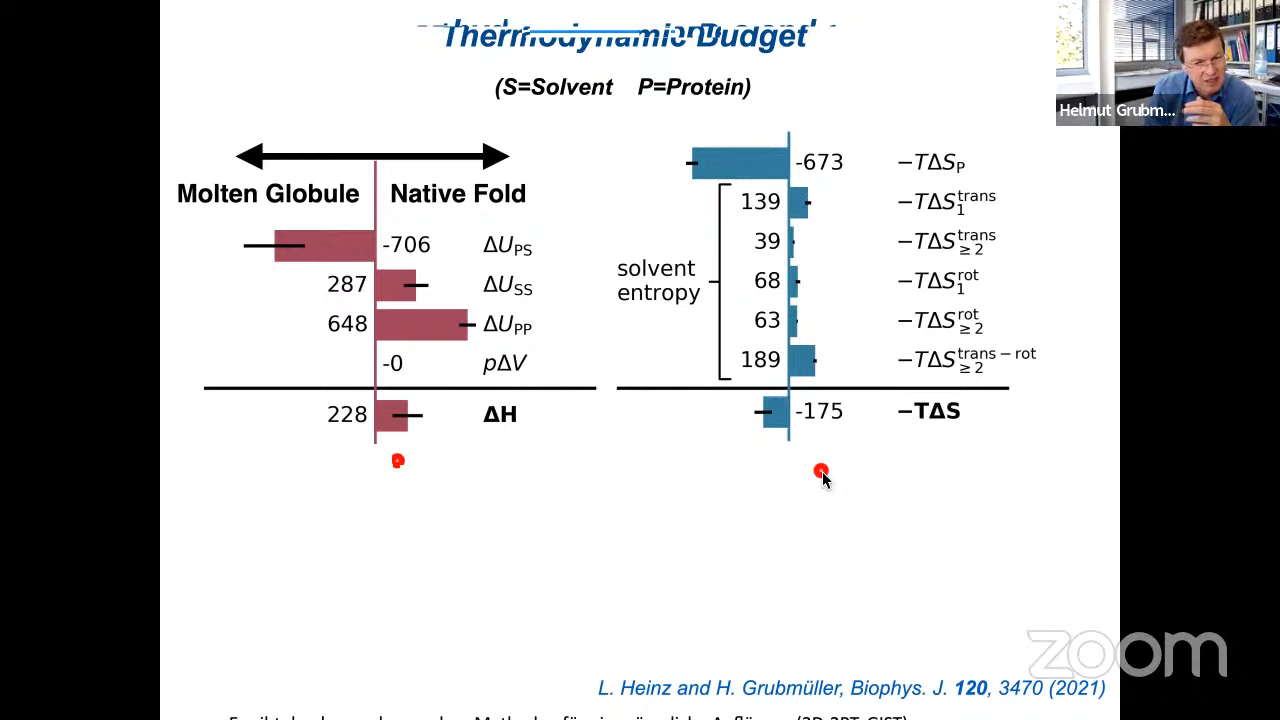 Thermodynamic Budget
(S=Solvent P=Protein)
Helmut Grubm...
Molten Globule Native Fold
-706 ΔU_PS
287 ΔU_SS
648 ΔU_PP
-0 pΔV
228 ΔH
solvent
entropy
-673 −TΔS_P
139 −TΔS_1^trans
39 −TΔS_≥2^trans
68 −TΔS_1^rot
63 −TΔS_≥2^rot
189 −TΔS_≥2^trans−rot
-175 −TΔS
zoom
L. Heinz and H. Grubmüller, Biophys. J. 120, 3470 (2021)